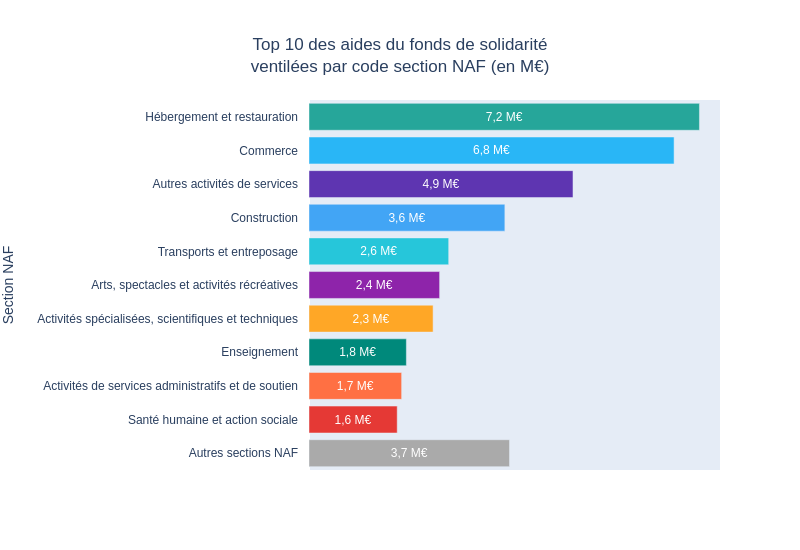 Top 10 des aides du fonds de solidarité
ventilées par code section NAF (en M€)
Section NAF
Hébergement et restauration 7,2 M€
Commerce 6,8 M€
Autres activités de services 4,9 M€
Construction 3,6 M€
Transports et entreposage 2,6 M€
Arts, spectacles et activités récréatives 2,4 M€
Activités spécialisées, scientifiques et techniques 2,3 M€
Enseignement 1,8 M€
Activités de services administratifs et de soutien 1,7 M€
Santé humaine et action sociale 1,6 M€
Autres sections NAF 3,7 M€